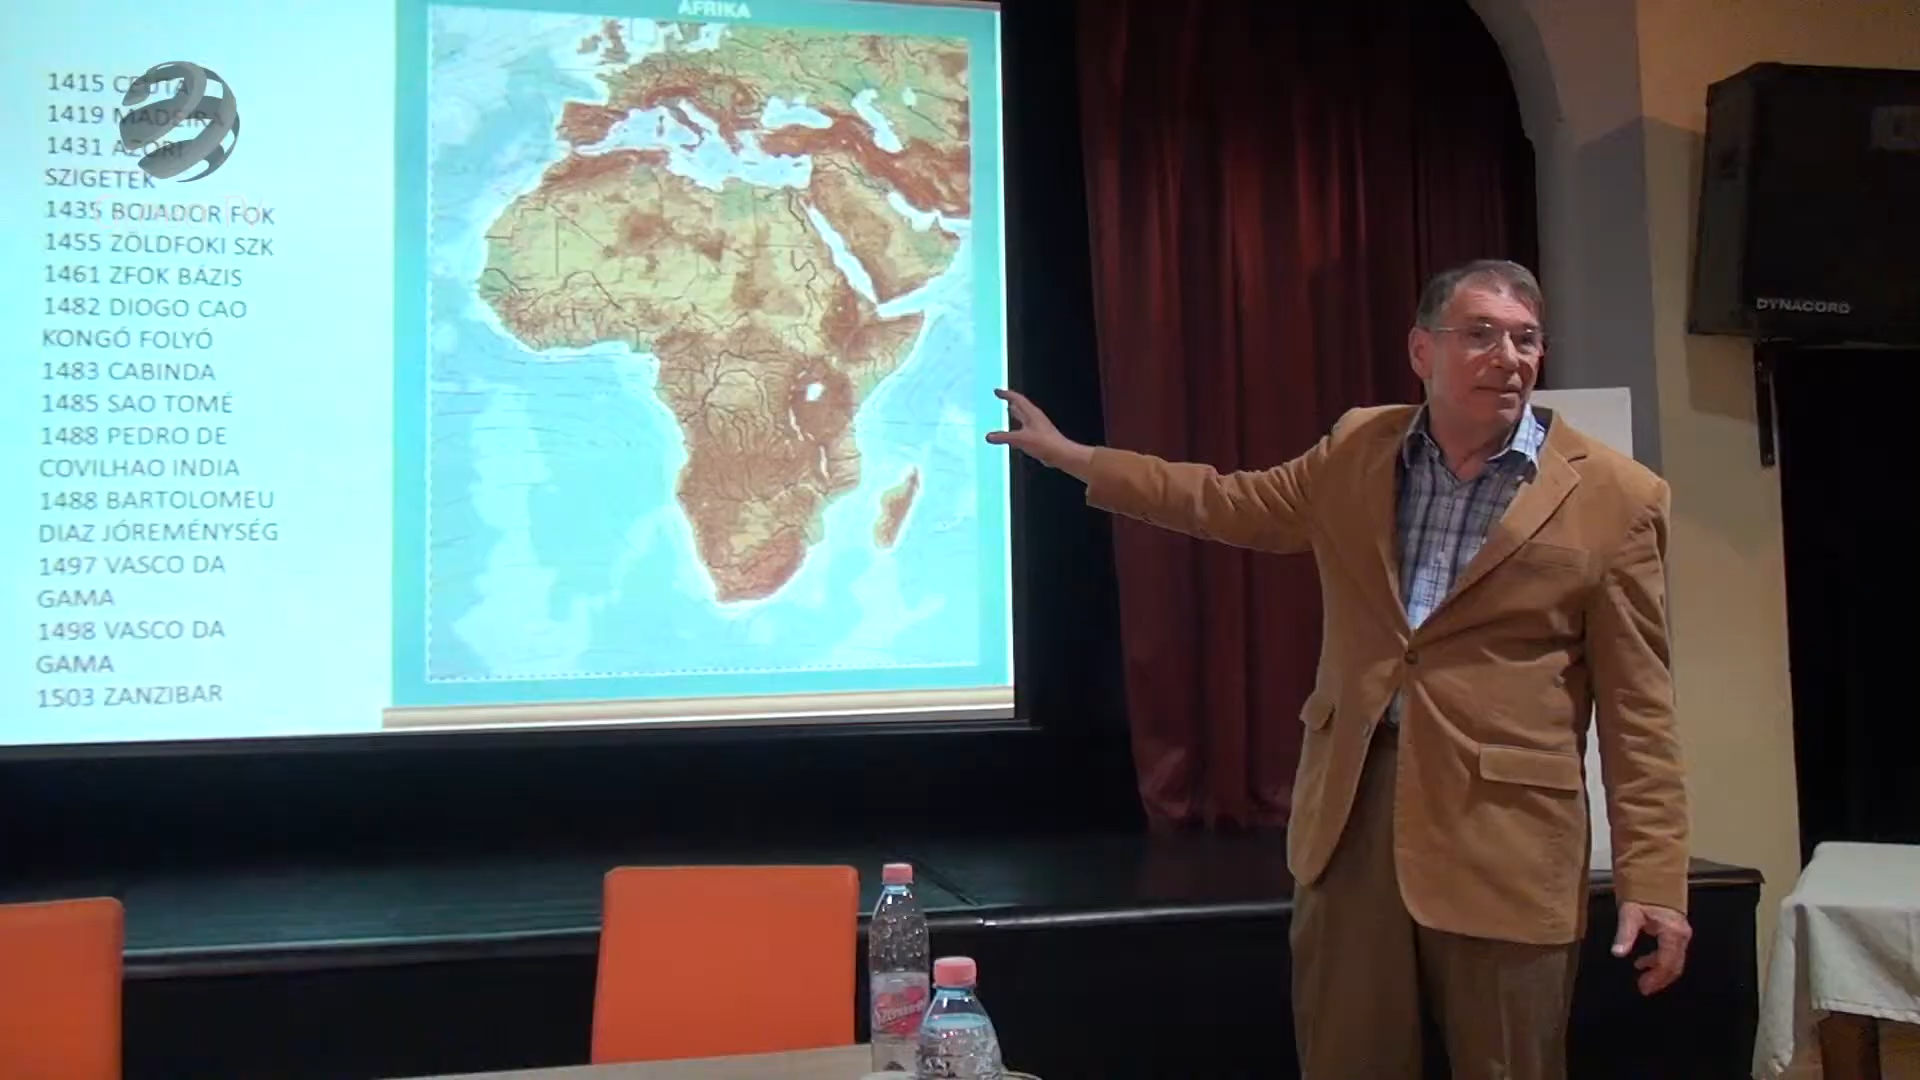 AFRIKA
1415 CEUTA
1419 MADEIRA
1431 AZORI
SZIGETEK
1435 BOJADOR FOK
1455 ZÖLDFOKI SZK
1461 ZFOK BÁZIS
1482 DIOGO CAO
KONGÓ FOLYÓ
1483 CABINDA
1485 SAO TOMÉ
1488 PEDRO DE
COVILHAO INDIA
1488 BARTOLOMEU
DIAZ JÓREMÉNYSÉG
1497 VASCO DA
GAMA
1498 VASCO DA
GAMA
1503 ZANZIBAR
DYNACORD